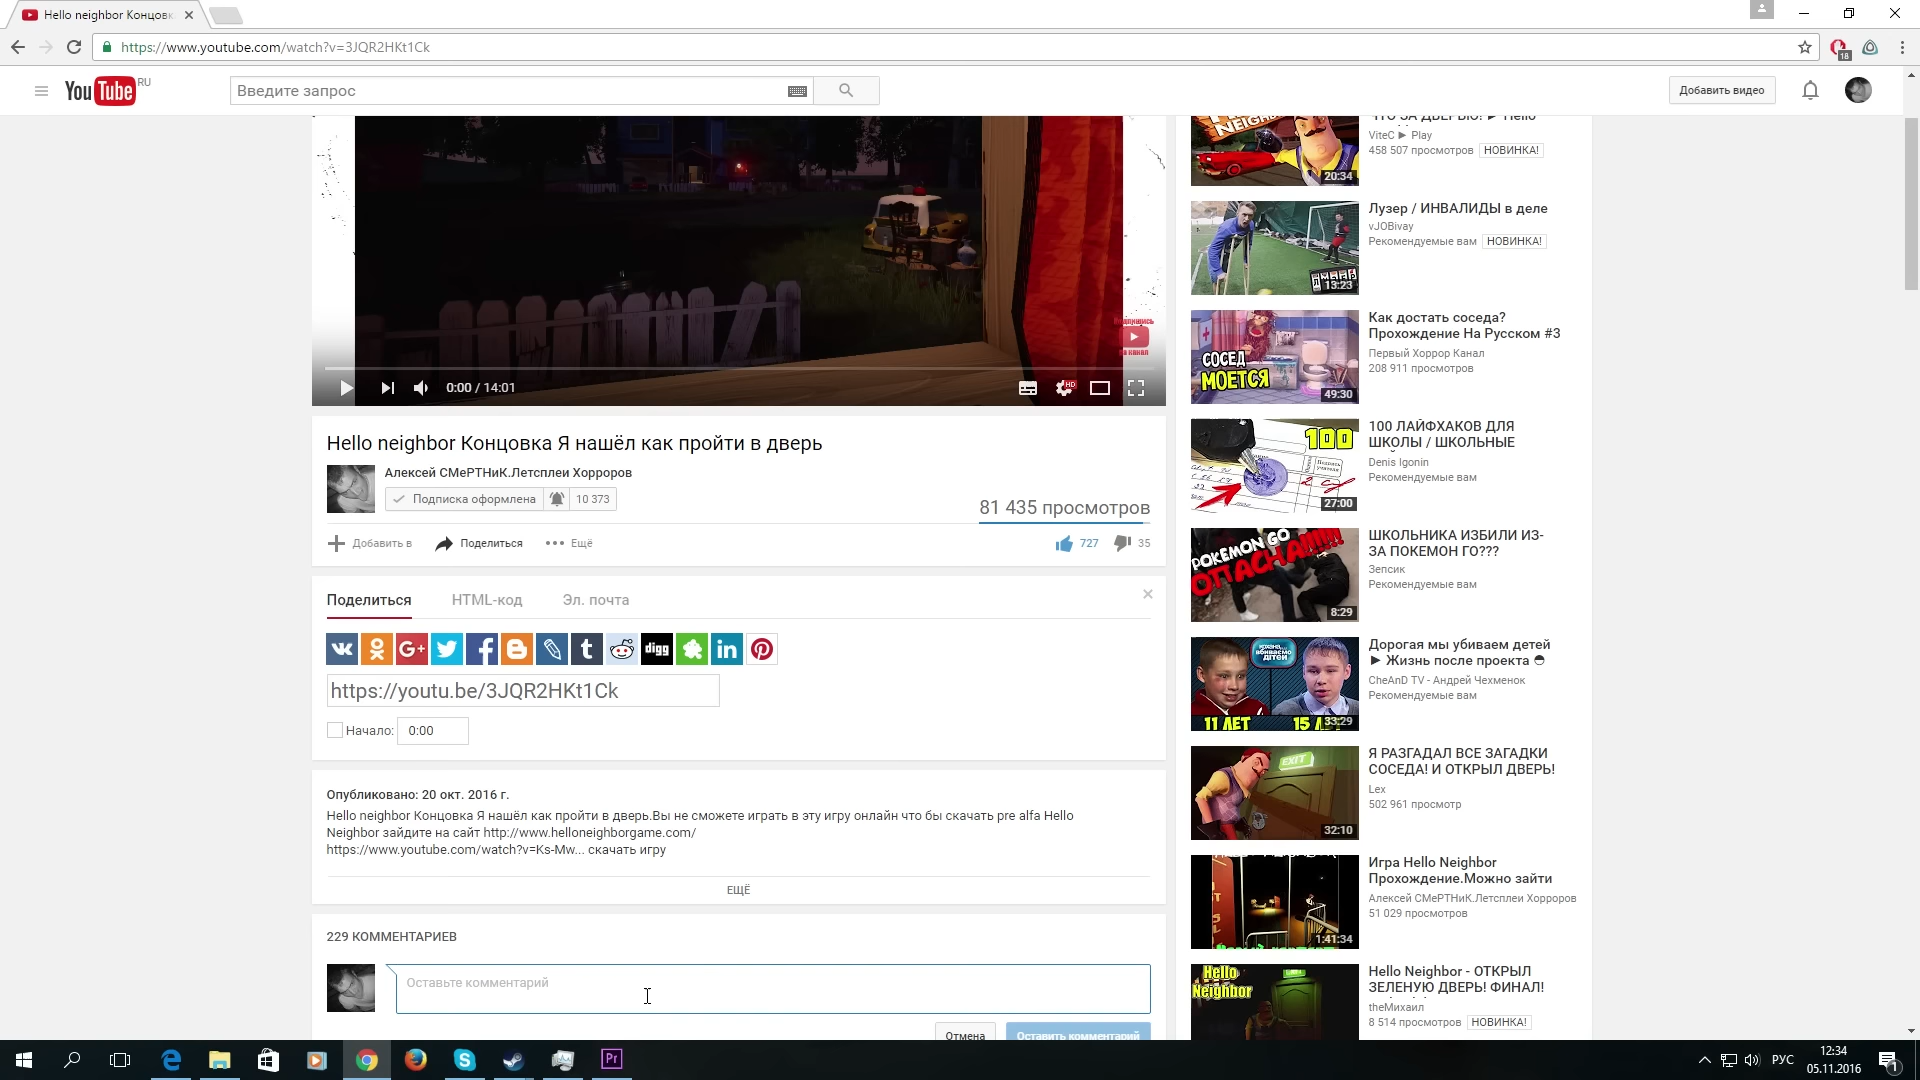 Hello neighbor Концовк
https://www.youtube.com/watch?v=3JQR2HKt1Ck
18
YouTube RU
Введите запрос
Добавить видео
0:00 / 14:01
HD
Hello neighbor Концовка Я нашёл как пройти в дверь
Алексей СМеРТНиК.Летсплеи Хорроров
Подписка оформлена
10 373
81 435 просмотров
Добавить в
Поделиться
Ещё
727
35
Поделиться
HTML-код
Эл. почта
digg
https://youtu.be/3JQR2HKt1Ck
Начало: 0:00
Опубликовано: 20 окт. 2016 г.
Hello neighbor Концовка Я нашёл как пройти в дверь.Вы не сможете играть в эту игру онлайн что бы скачать pre alfa Hello
Neighbor зайдите на сайт http://www.helloneighborgame.com/
https://www.youtube.com/watch?v=Ks-Mw... скачать игру
ЕЩЁ
229 КОММЕНТАРИЕВ
Оставьте комментарий
Отмена
Оставить комментарий
ЧТО ЗА ДВЕРЬЮ! ► Hello
ViteC ► Play
458 507 просмотров НОВИНКА!
20:34
Лузер / ИНВАЛИДЫ в деле
vJOBivay
Рекомендуемые вам НОВИНКА!
13:23
Как достать соседа?
Прохождение На Русском #3
Первый Хоррор Канал
208 911 просмотров
СОСЕД
МОЕТСЯ
49:30
100 ЛАЙФХАКОВ ДЛЯ
ШКОЛЫ / ШКОЛЬНЫЕ
Denis Igonin
Рекомендуемые вам
100
27:00
ШКОЛЬНИКА ИЗБИЛИ ИЗ-
ЗА ПОКЕМОН ГО???
Зепсик
Рекомендуемые вам
POKEMON GO
8:29
Дорогая мы убиваем детей
► Жизнь после проекта
CheAnD TV - Андрей Чехменок
Рекомендуемые вам
11 ЛЕТ
33:29
Я РАЗГАДАЛ ВСЕ ЗАГАДКИ
СОСЕДА! И ОТКРЫЛ ДВЕРЬ!
Lex
502 961 просмотр
EXIT
32:10
Игра Hello Neighbor
Прохождение.Можно зайти
Алексей СМеРТНиК.Летсплеи Хорроров
51 029 просмотров
1:41:34
Hello Neighbor - ОТКРЫЛ
ЗЕЛЕНУЮ ДВЕРЬ! ФИНАЛ!
theМихаил
8 514 просмотров НОВИНКА!
Hello
Neighbor
Pr
РУС
12:34
05.11.2016
1